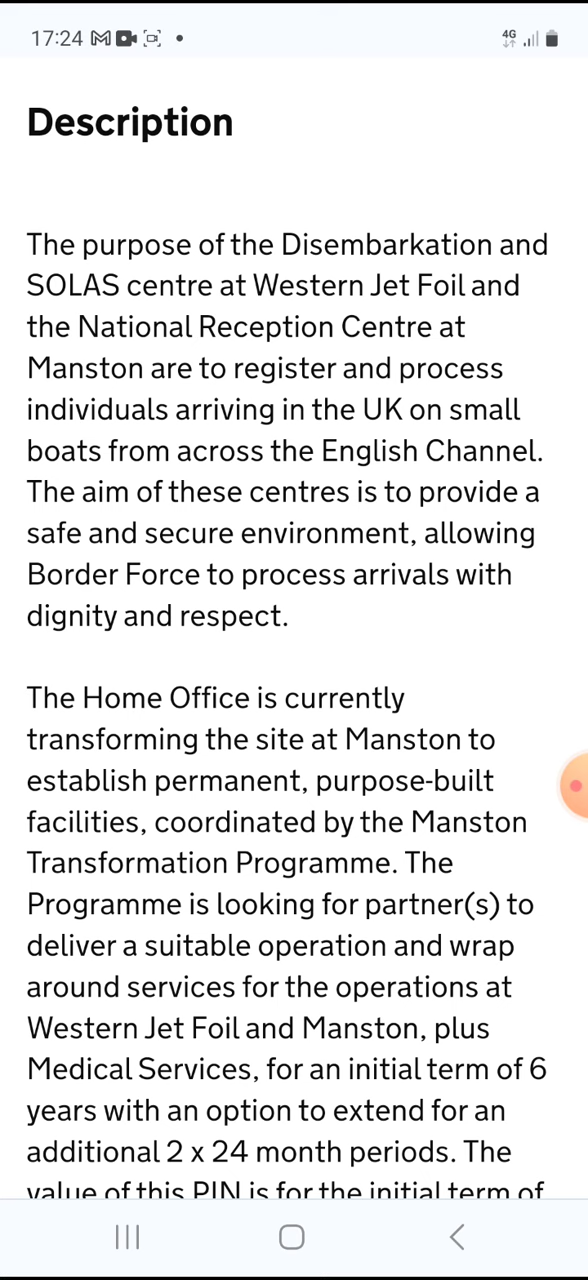 17:24
4G
Description
The purpose of the Disembarkation and
SOLAS centre at Western Jet Foil and
the National Reception Centre at
Manston are to register and process
individuals arriving in the UK on small
boats from across the English Channel.
The aim of these centres is to provide a
safe and secure environment, allowing
Border Force to process arrivals with
dignity and respect.
The Home Office is currently
transforming the site at Manston to
establish permanent, purpose-built
facilities, coordinated by the Manston
Transformation Programme. The
Programme is looking for partner(s) to
deliver a suitable operation and wrap
around services for the operations at
Western Jet Foil and Manston, plus
Medical Services, for an initial term of 6
years with an option to extend for an
additional 2 x 24 month periods. The
value of this PIN is for the initial term of